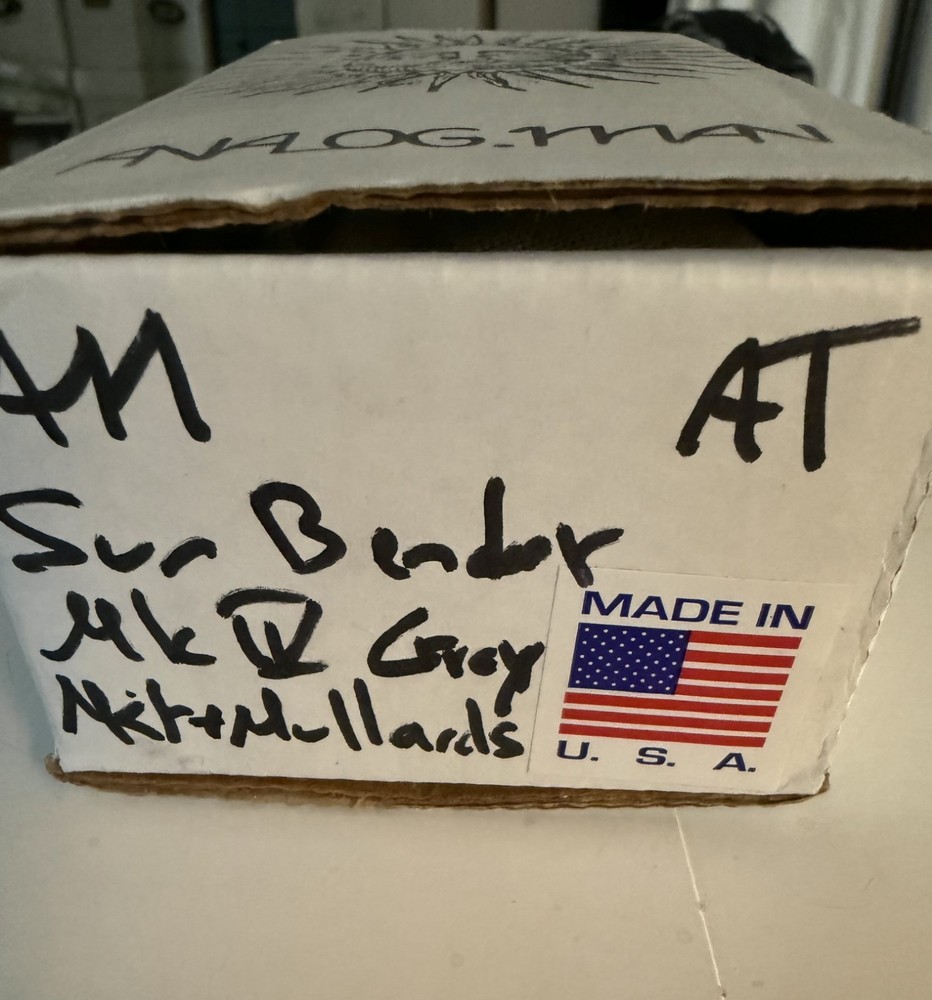 ANALOG.MAN
AM AT
Sun Bender
Mk IV Grey
Nkt+Mullards
MADE IN
U. S. A.